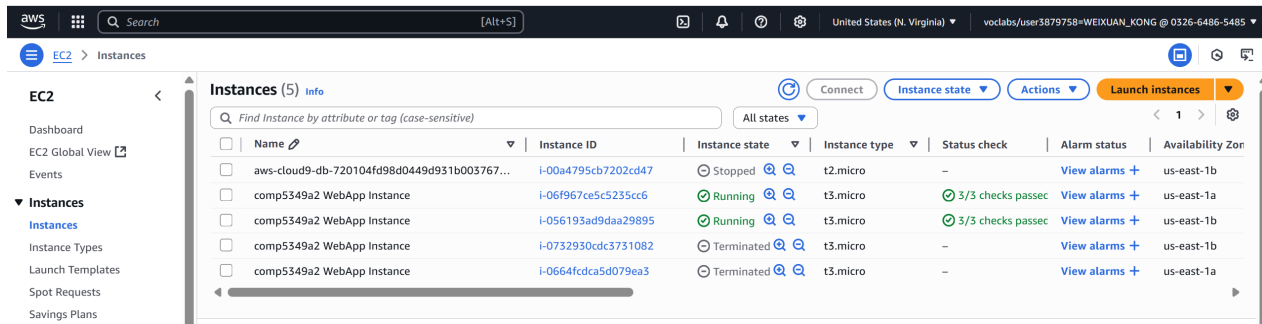 aws
Search [Alt+S] United States (N. Virginia) ▼ voclabs/user3879758=WEIXUAN_KONG @ 0326-6486-5485 ▼
EC2 > Instances
EC2
Dashboard
EC2 Global View
Events
▼ Instances
Instances
Instance Types
Launch Templates
Spot Requests
Savings Plans
Instances (5) Info Connect Instance state ▼ Actions ▼ Launch instances ▼
Find Instance by attribute or tag (case-sensitive) All states ▼ < 1 >
Name Instance ID Instance state Instance type Status check Alarm status Availability Zon
aws-cloud9-db-720104fd98d0449d931b003767... i-00a4795cb7202cd47 Stopped t2.micro – View alarms + us-east-1b
comp5349a2 WebApp Instance i-06f967ce5c5235cc6 Running t3.micro 3/3 checks passec View alarms + us-east-1a
comp5349a2 WebApp Instance i-056193ad9daa29895 Running t3.micro 3/3 checks passec View alarms + us-east-1b
comp5349a2 WebApp Instance i-0732930cdc3731082 Terminated t3.micro – View alarms + us-east-1b
comp5349a2 WebApp Instance i-0664fcdca5d079ea3 Terminated t3.micro – View alarms + us-east-1a